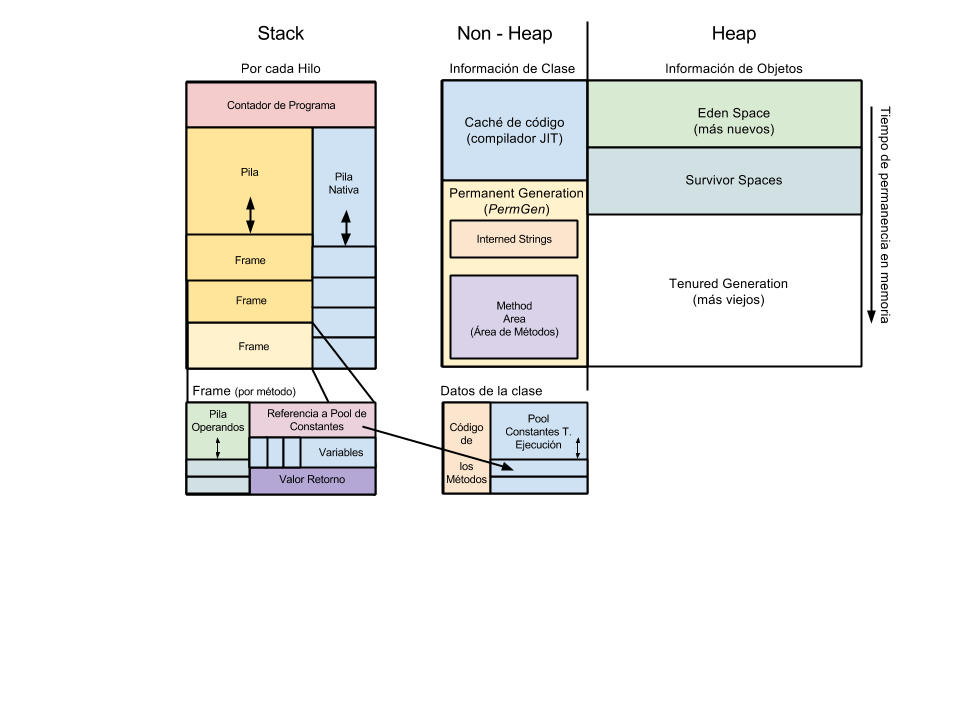 Stack
Por cada Hilo
Contador de Programa
Pila
Pila
Nativa
Frame
Frame
Frame
Frame (por método)
Pila
Operandos
Referencia a Pool de
Constantes
Variables
Valor Retorno
Non - Heap
Información de Clase
Caché de código
(compilador JIT)
Permanent Generation
(PermGen)
Interned Strings
Method
Area
(Área de Métodos)
Datos de la clase
Código
de
los
Métodos
Pool
Constantes T.
Ejecución
Heap
Información de Objetos
Eden Space
(más nuevos)
Survivor Spaces
Tenured Generation
(más viejos)
Tiempo de permanencia en memoria